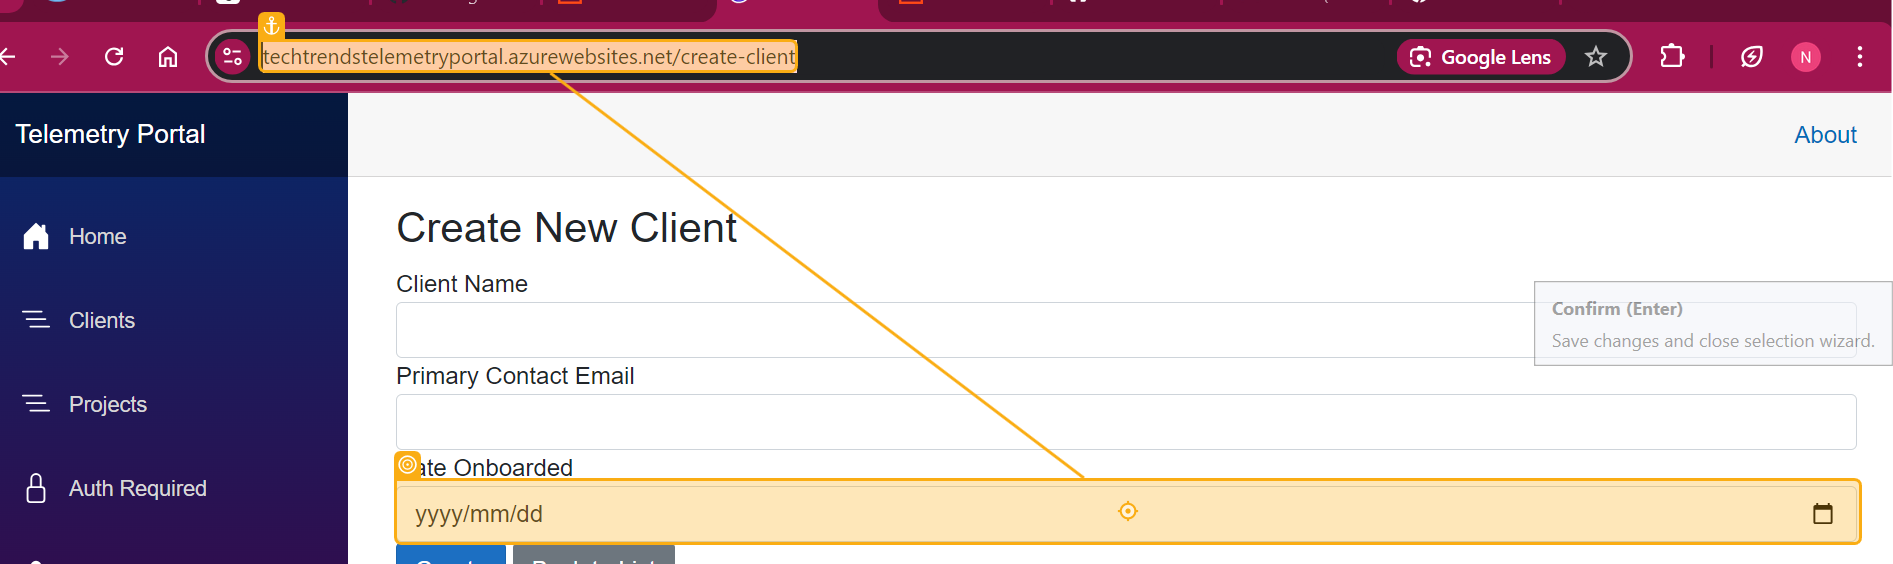 techtrendstelemetryportal.azurewebsites.net/create-client
Google Lens
N
Telemetry Portal
About
Home
Create New Client
Client Name
Confirm (Enter)
Save changes and close selection wizard.
Clients
Primary Contact Email
Projects
ate Onboarded
Auth Required
yyyy/mm/dd